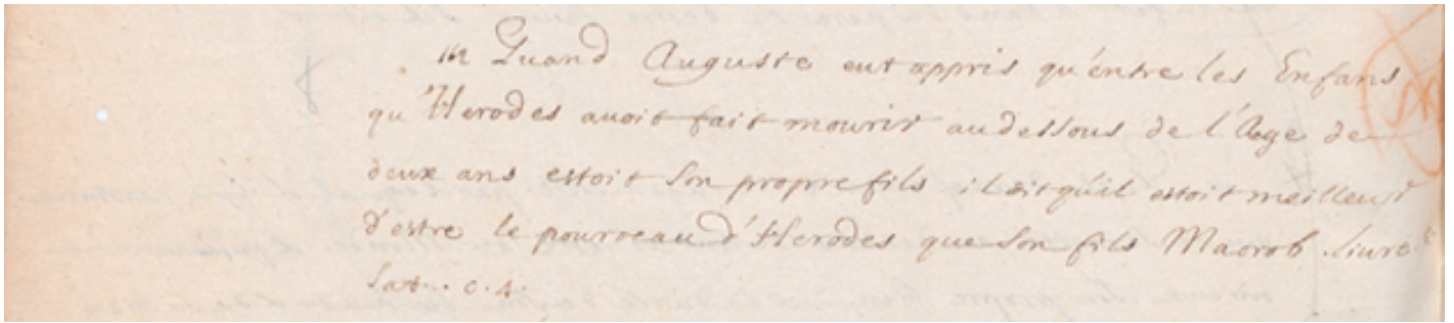 Quand Auguste eut appris qu'entre les Enfans
qu'Herodes avoit fait mourir au dessous de l'Aage de
deux ans estoit son propre fils il dit qu'il estoit meilleur
d'estre le pourceau d'Herodes que son fils Macrob. livre
Sat. c. 4.